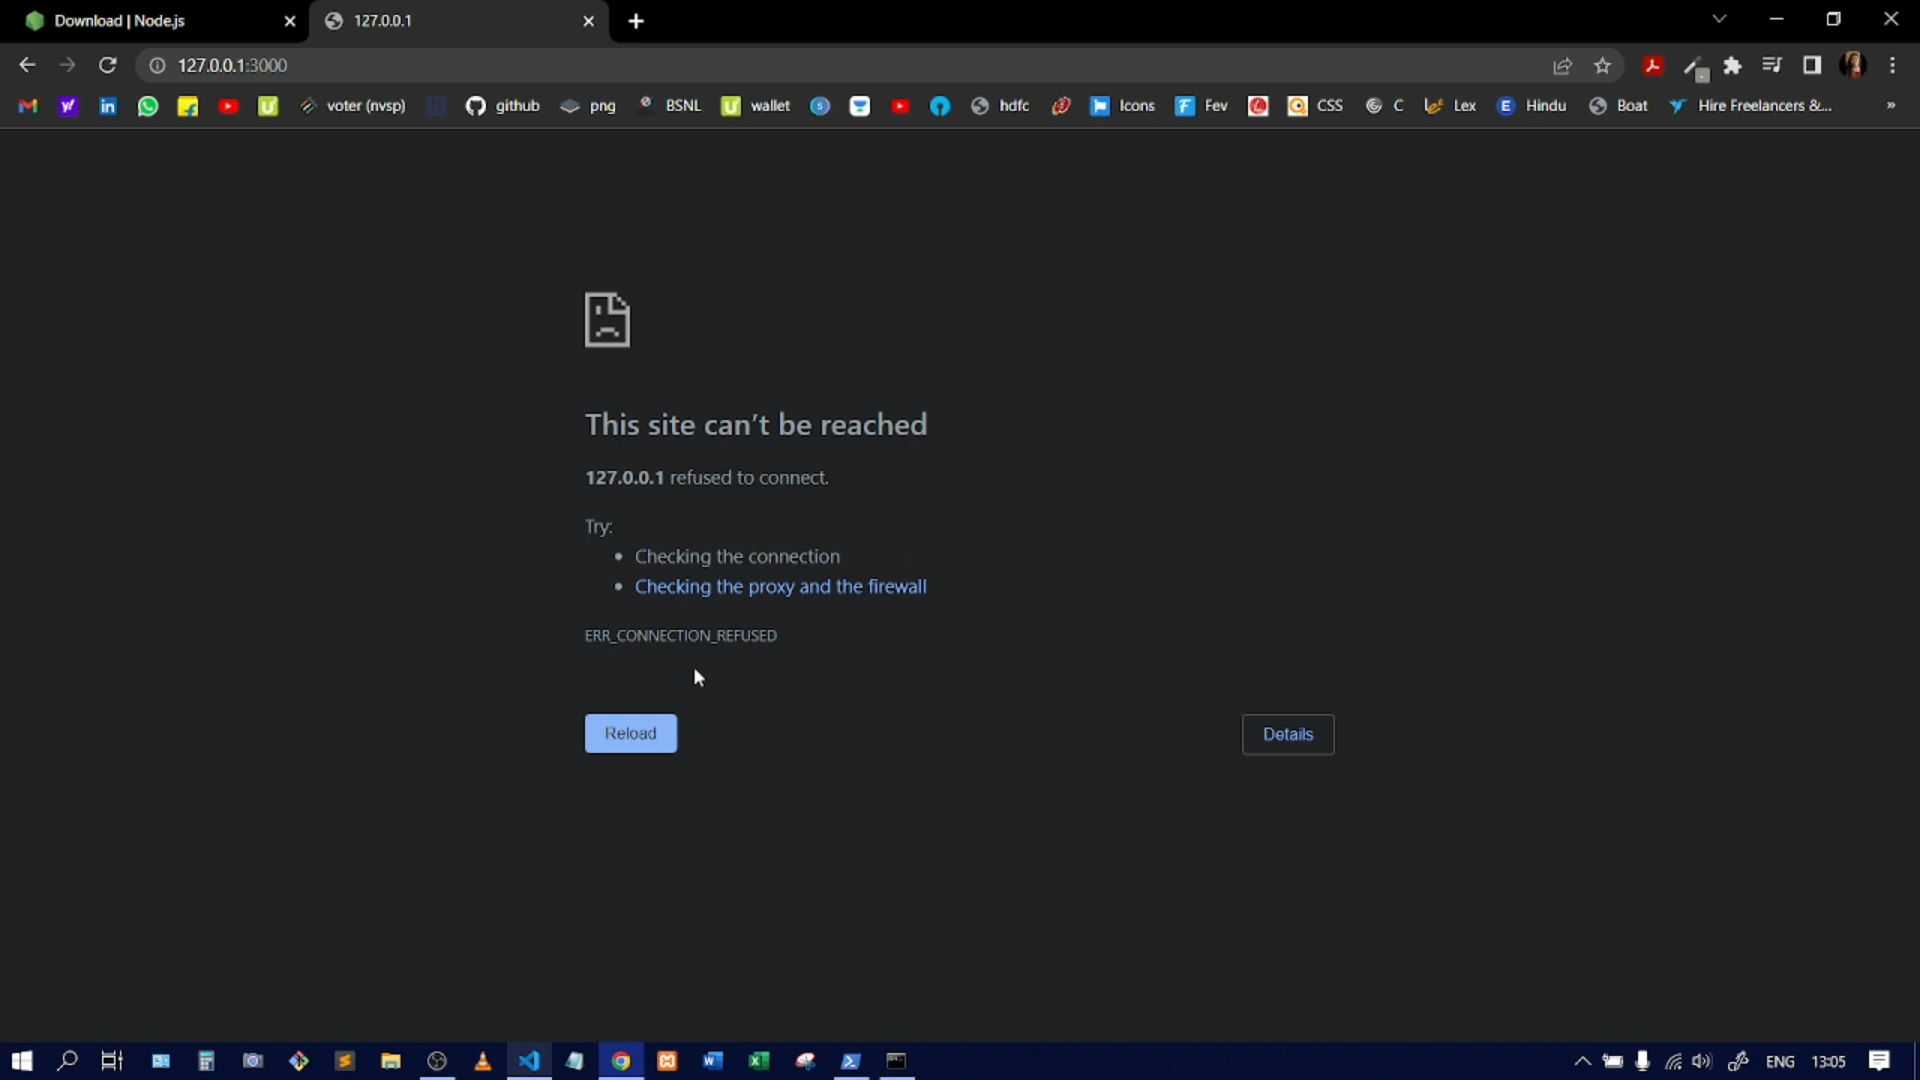 Download | Node.js
127.0.0.1
127.0.0.1:3000
voter (nvsp) github png BSNL wallet hdfc Icons Fev CSS C Lex Hindu Boat Hire Freelancers &...
This site can't be reached
127.0.0.1 refused to connect.
Try:
• Checking the connection
• Checking the proxy and the firewall
ERR_CONNECTION_REFUSED
Reload
Details
ENG 13:05